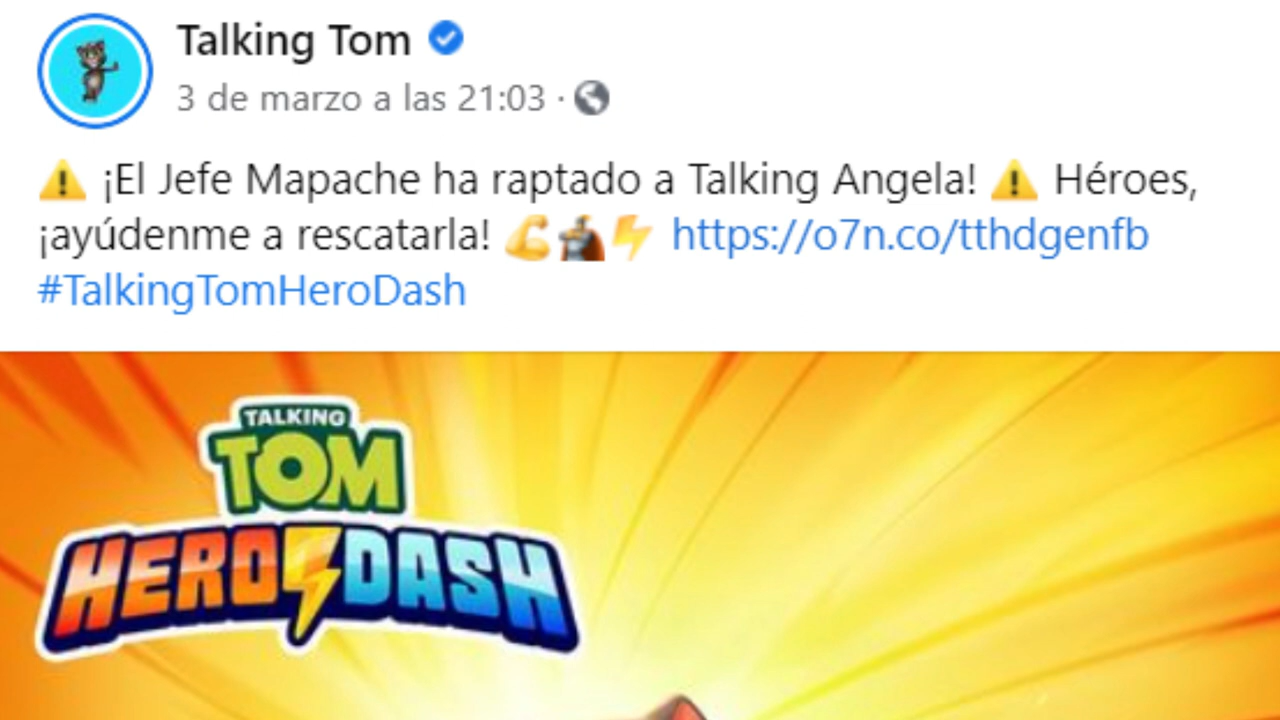 Talking Tom
3 de marzo a las 21:03 ·
⚠️ ¡El Jefe Mapache ha raptado a Talking Angela! ⚠️ Héroes,
¡ayúdenme a rescatarla! 💪🦸‍♂️⚡ https://o7n.co/tthdgenfb
#TalkingTomHeroDash
TALKING
TOM
HERO DASH